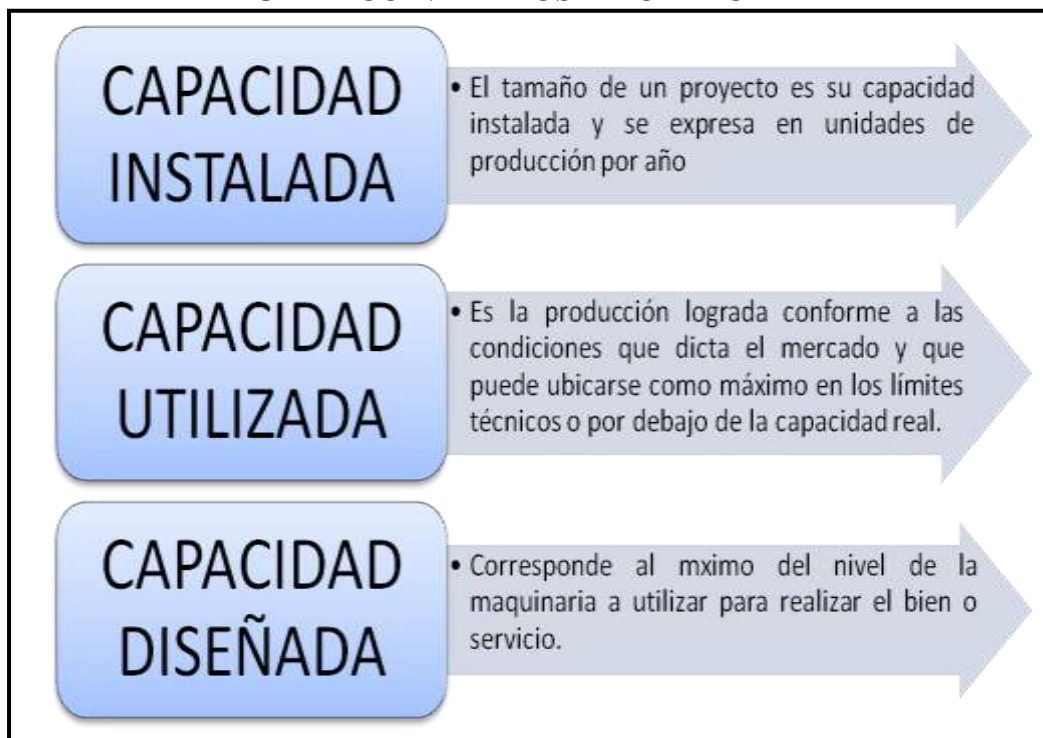 CAPACIDAD
INSTALADA
• El tamaño de un proyecto es su capacidad
instalada y se expresa en unidades de
producción por año
CAPACIDAD
UTILIZADA
• Es la producción lograda conforme a las
condiciones que dicta el mercado y que
puede ubicarse como máximo en los límites
técnicos o por debajo de la capacidad real.
CAPACIDAD
DISEÑADA
• Corresponde al mximo del nivel de la
maquinaria a utilizar para realizar el bien o
servicio.